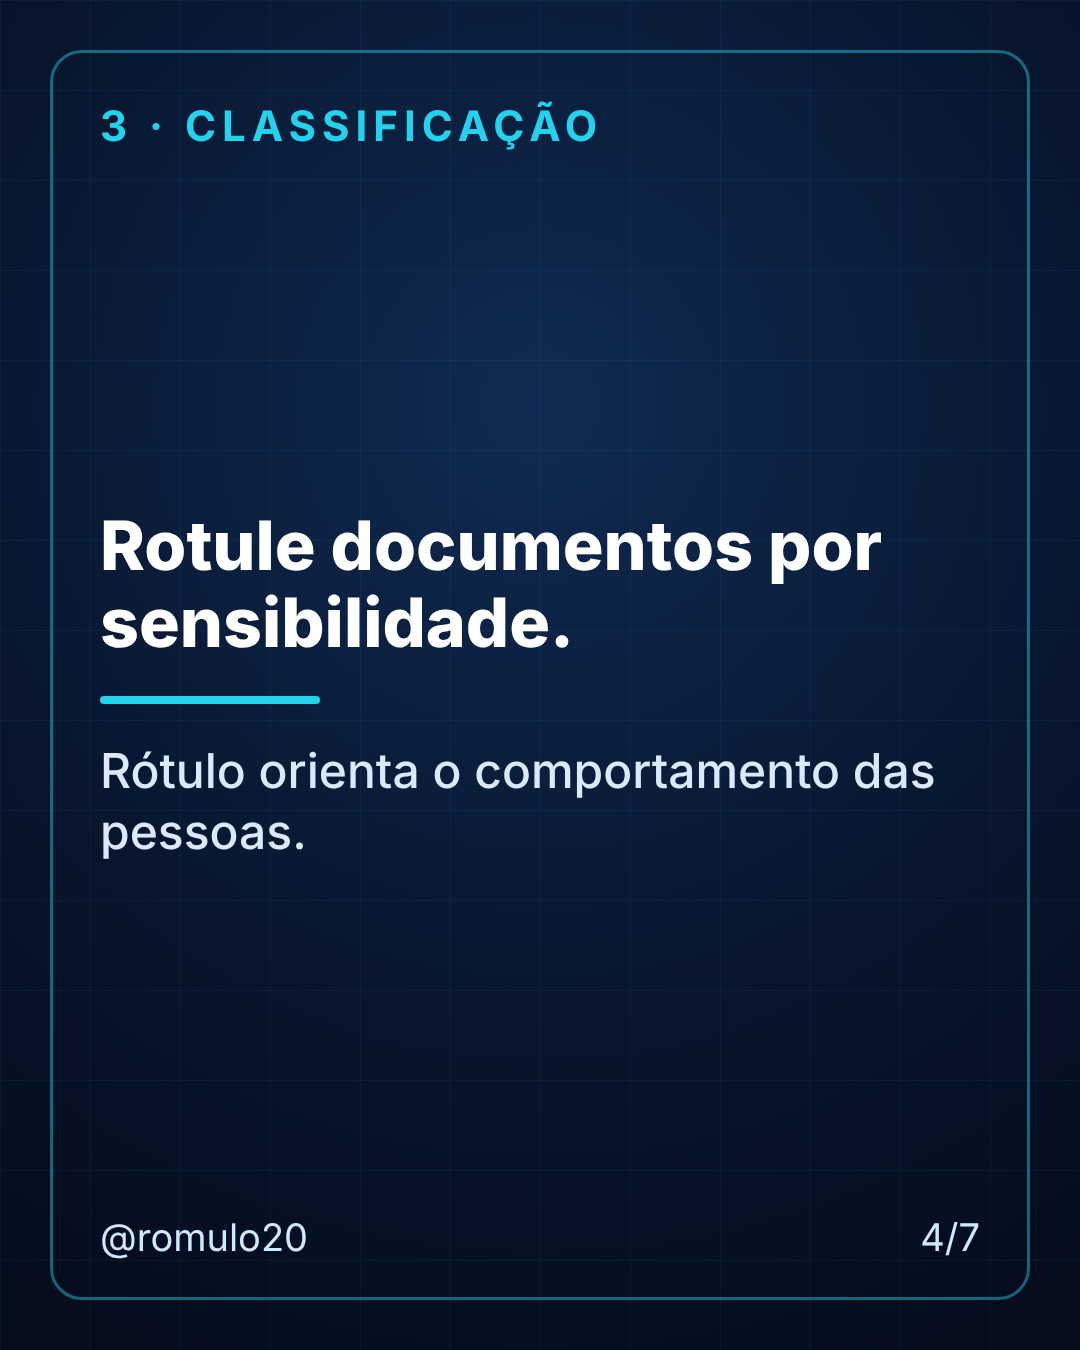 3 · CLASSIFICAÇÃO
Rotule documentos por
sensibilidade.
Rótulo orienta o comportamento das
pessoas.
@romulo20
4/7